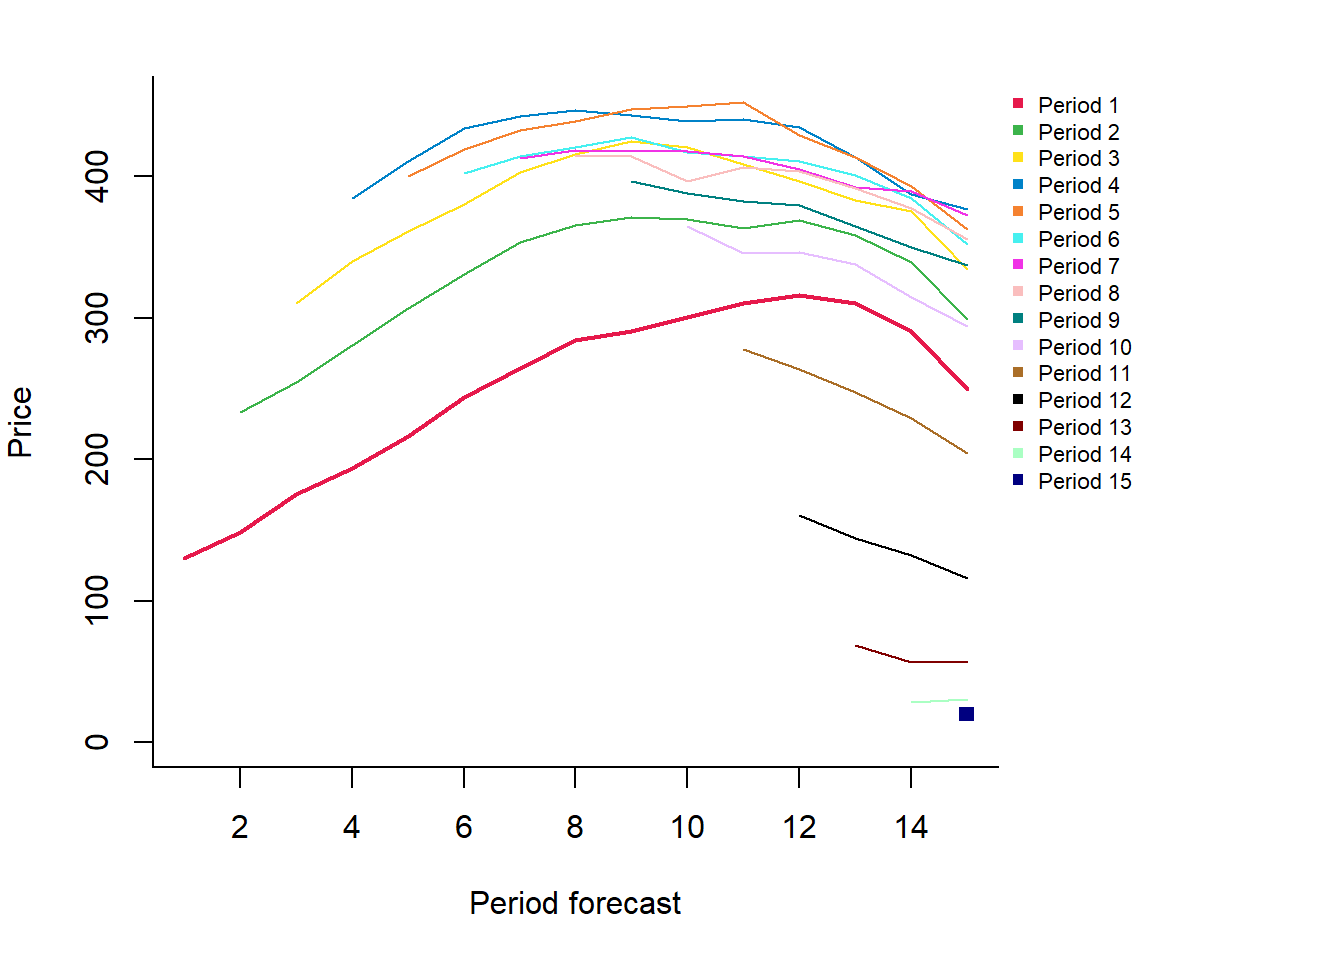 Price
400
300
200
100
0
2 4 6 8 10 12 14
Period forecast
Period 1
Period 2
Period 3
Period 4
Period 5
Period 6
Period 7
Period 8
Period 9
Period 10
Period 11
Period 12
Period 13
Period 14
Period 15